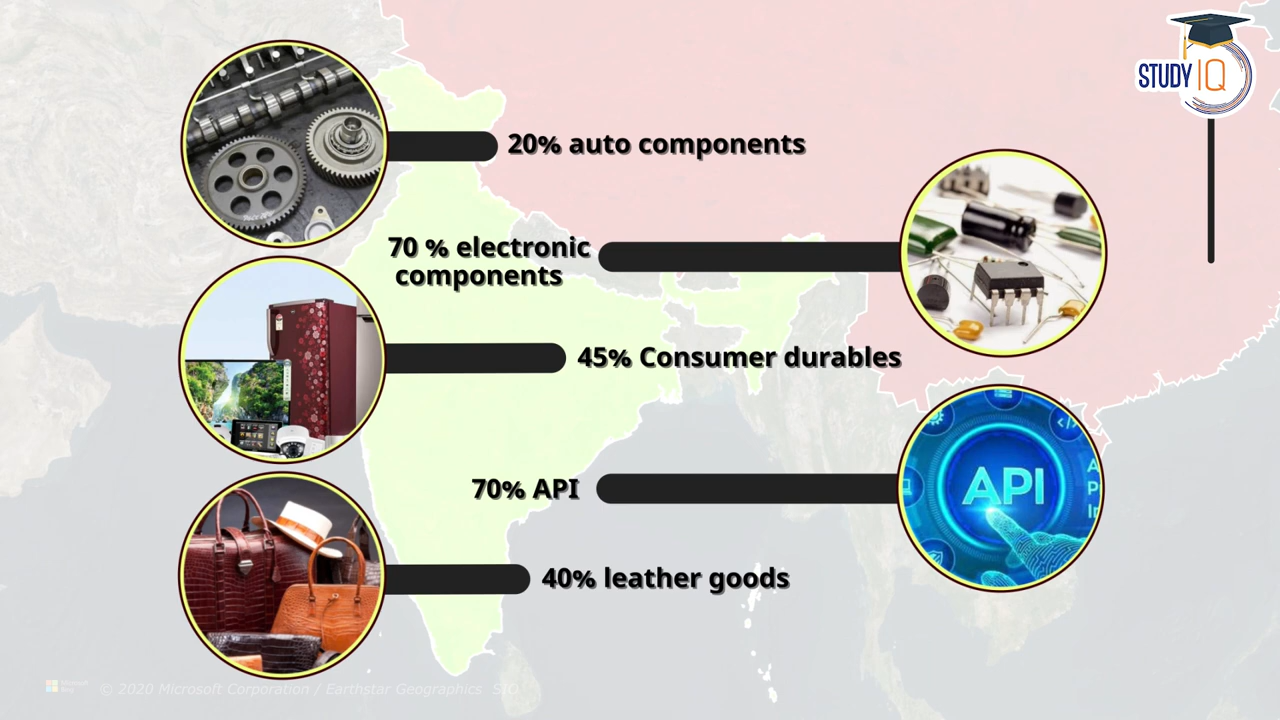 STUDY IQ
20% auto components
70 % electronic
components
45% Consumer durables
API
70% API
40% leather goods
© 2020 Microsoft Corporation / Earthstar Geographics SIO